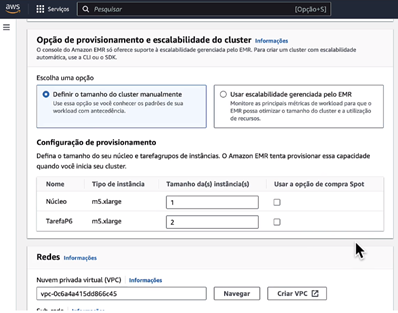 aws
Serviços
Pesquisar
[Opção+S]
Opção de provisionamento e escalabilidade do cluster Informações
O console do Amazon EMR só oferece suporte à escalabilidade gerenciada pelo EMR. Para criar um cluster com escalabilidade
automática, use a CLI ou o SDK.
Escolha uma opção
Definir o tamanho do cluster manualmente
Use essa opção se você conhecer os padrões de sua
workload com antecedência.
Usar escalabilidade gerenciada pelo EMR
Monitore as principais métricas de workload para que o
EMR possa otimizar o tamanho do cluster e a utilização
de recursos.
Configuração de provisionamento
Defina o tamanho do seu núcleo e tarefagrupos de instâncias. O Amazon EMR tenta provisionar essa capacidade
quando você inicia seu cluster.
Nome Tipo de instância Tamanho da(s) instância(s) Usar a opção de compra Spot
Núcleo m5.xlarge 1
TarefaP6 m5.xlarge 2
Redes Informações
Nuvem privada virtual (VPC) Informações
vpc-0c6a4a415dd866c45 Navegar Criar VPC